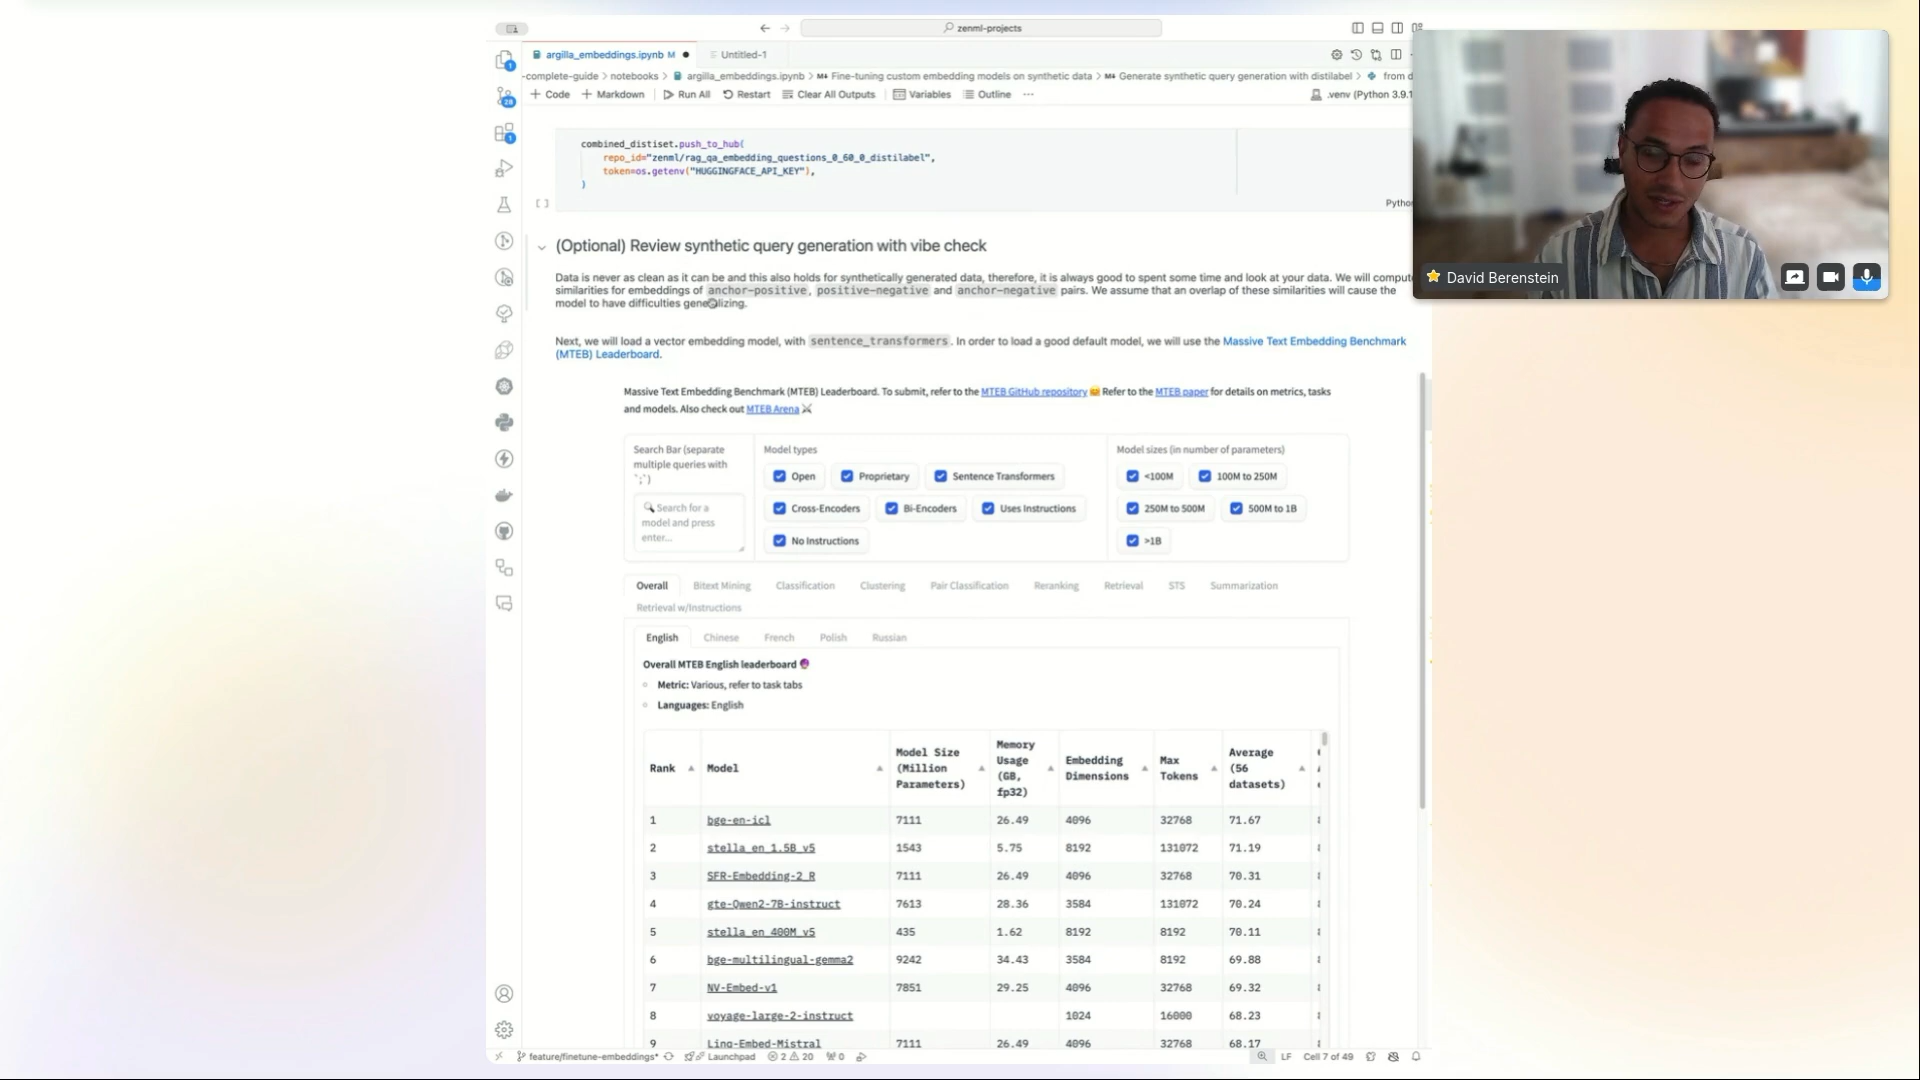 zenml-projects
argilla_embeddings.ipynb M
Untitled-1
-complete-guide > notebooks > argilla_embeddings.ipynb > M↓ Fine-tuning custom embedding models on synthetic data > M↓ Generate synthetic query generation with distilabel > from d
+ Code + Markdown Run All Restart Clear All Outputs Variables Outline ...
.venv (Python 3.9.1
combined_distiset.push_to_hub(
repo_id="zenml/rag_qa_embedding_questions_0_60_0_distilabel",
token=os.getenv("HUGGINGFACE_API_KEY"),
)
[ ]
Pytho
(Optional) Review synthetic query generation with vibe check
Data is never as clean as it can be and this also holds for synthetically generated data, therefore, it is always good to spent some time and look at your data. We will comput
similarities for embeddings of anchor-positive, positive-negative and anchor-negative pairs. We assume that an overlap of these similarities will cause the
model to have difficulties generalizing.
Next, we will load a vector embedding model, with sentence_transformers. In order to load a good default model, we will use the Massive Text Embedding Benchmark
(MTEB) Leaderboard.
Massive Text Embedding Benchmark (MTEB) Leaderboard. To submit, refer to the MTEB GitHub repository 🤗 Refer to the MTEB paper for details on metrics, tasks
and models. Also check out MTEB Arena ⚔
Search Bar (separate
multiple queries with
`;`)
🔍 Search for a
model and press
enter...
Model types
Open Proprietary Sentence Transformers
Cross-Encoders Bi-Encoders Uses Instructions
No Instructions
Model sizes (in number of parameters)
<100M 100M to 250M
250M to 500M 500M to 1B
>1B
Overall Bitext Mining Classification Clustering Pair Classification Reranking Retrieval STS Summarization
Retrieval w/Instructions
English Chinese French Polish Russian
Overall MTEB English leaderboard 🔮
Metric: Various, refer to task tabs
Languages: English
Rank Model Model Size (Million Parameters) Memory Usage (GB, fp32) Embedding Dimensions Max Tokens Average (56 datasets)
1 bge-en-icl 7111 26.49 4096 32768 71.67
2 stella_en_1.5B_v5 1543 5.75 8192 131072 71.19
3 SFR-Embedding-2_R 7111 26.49 4096 32768 70.31
4 gte-Qwen2-7B-instruct 7613 28.36 3584 131072 70.24
5 stella_en_400M_v5 435 1.62 8192 8192 70.11
6 bge-multilingual-gemma2 9242 34.43 3584 8192 69.88
7 NV-Embed-v1 7851 29.25 4096 32768 69.32
8 voyage-large-2-instruct 1024 16000 68.23
9 Linq-Embed-Mistral 7111 26.49 4096 32768 68.17
feature/finetune-embeddings* Launchpad 2 20 0
LF Cell 7 of 49
David Berenstein